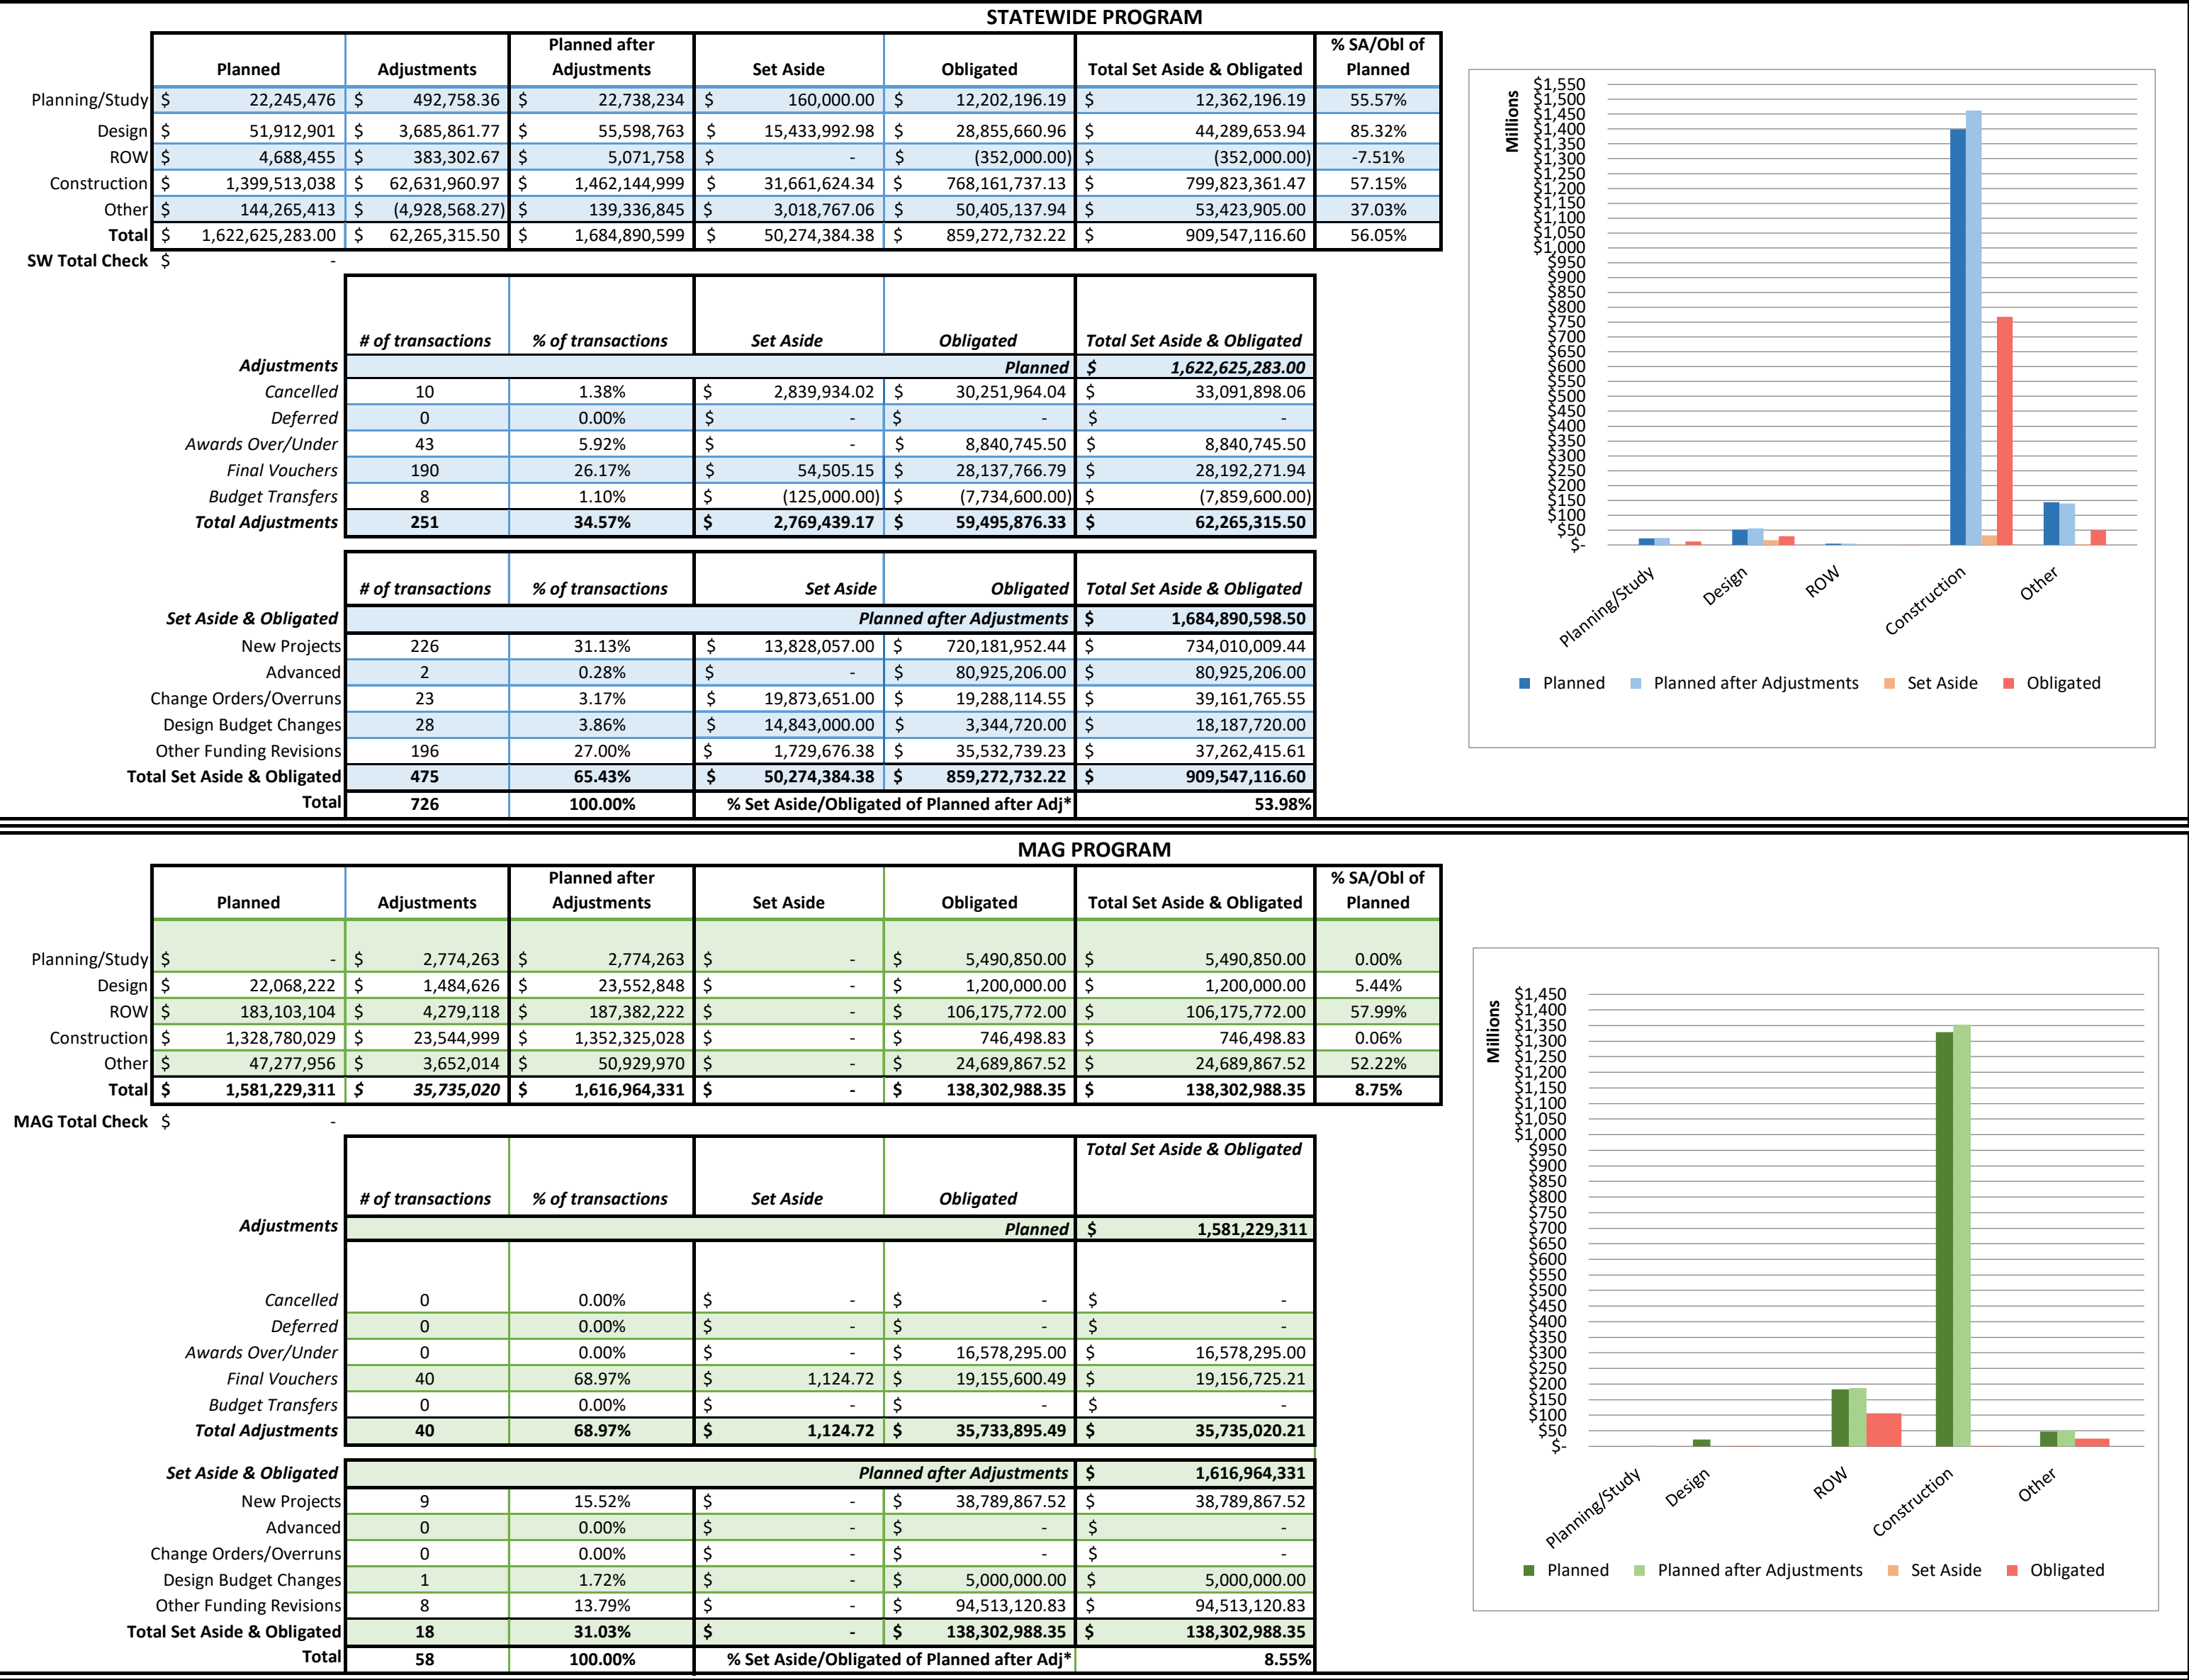 STATEWIDE PROGRAM
Planned Adjustments Planned after Adjustments Set Aside Obligated Total Set Aside & Obligated % SA/Obl of Planned
Planning/Study $ 22,245,476 $ 492,758.36 $ 22,738,234 $ 160,000.00 $ 12,202,196.19 $ 12,362,196.19 55.57%
Design $ 51,912,901 $ 3,685,861.77 $ 55,598,763 $ 15,433,992.98 $ 28,855,660.96 $ 44,289,653.94 85.32%
ROW $ 4,688,455 $ 383,302.67 $ 5,071,758 $ - $ (352,000.00) $ (352,000.00) -7.51%
Construction $ 1,399,513,038 $ 62,631,960.97 $ 1,462,144,999 $ 31,661,624.34 $ 768,161,737.13 $ 799,823,361.47 57.15%
Other $ 144,265,413 $ (4,928,568.27) $ 139,336,845 $ 3,018,767.06 $ 50,405,137.94 $ 53,423,905.00 37.03%
Total $ 1,622,625,283.00 $ 62,265,315.50 $ 1,684,890,599 $ 50,274,384.38 $ 859,272,732.22 $ 909,547,116.60 56.05%
SW Total Check $ -
# of transactions % of transactions Set Aside Obligated Total Set Aside & Obligated
Adjustments Planned $ 1,622,625,283.00
Cancelled 10 1.38% $ 2,839,934.02 $ 30,251,964.04 $ 33,091,898.06
Deferred 0 0.00% $ - $ - $ -
Awards Over/Under 43 5.92% $ - $ 8,840,745.50 $ 8,840,745.50
Final Vouchers 190 26.17% $ 54,505.15 $ 28,137,766.79 $ 28,192,271.94
Budget Transfers 8 1.10% $ (125,000.00) $ (7,734,600.00) $ (7,859,600.00)
Total Adjustments 251 34.57% $ 2,769,439.17 $ 59,495,876.33 $ 62,265,315.50
# of transactions % of transactions Set Aside Obligated Total Set Aside & Obligated
Set Aside & Obligated Planned after Adjustments $ 1,684,890,598.50
New Projects 226 31.13% $ 13,828,057.00 $ 720,181,952.44 $ 734,010,009.44
Advanced 2 0.28% $ - $ 80,925,206.00 $ 80,925,206.00
Change Orders/Overruns 23 3.17% $ 19,873,651.00 $ 19,288,114.55 $ 39,161,765.55
Design Budget Changes 28 3.86% $ 14,843,000.00 $ 3,344,720.00 $ 18,187,720.00
Other Funding Revisions 196 27.00% $ 1,729,676.38 $ 35,532,739.23 $ 37,262,415.61
Total Set Aside & Obligated 475 65.43% $ 50,274,384.38 $ 859,272,732.22 $ 909,547,116.60
Total 726 100.00% % Set Aside/Obligated of Planned after Adj* 53.98%
Millions
$1,550
$1,500
$1,450
$1,400
$1,350
$1,300
$1,250
$1,200
$1,150
$1,100
$1,050
$1,000
$950
$900
$850
$800
$750
$700
$650
$600
$550
$500
$450
$400
$350
$300
$250
$200
$150
$100
$50
$-
Planning/Study Design ROW Construction Other
Planned Planned after Adjustments Set Aside Obligated
MAG PROGRAM
Planned Adjustments Planned after Adjustments Set Aside Obligated Total Set Aside & Obligated % SA/Obl of Planned
Planning/Study $ - $ 2,774,263 $ 2,774,263 $ - $ 5,490,850.00 $ 5,490,850.00 0.00%
Design $ 22,068,222 $ 1,484,626 $ 23,552,848 $ - $ 1,200,000.00 $ 1,200,000.00 5.44%
ROW $ 183,103,104 $ 4,279,118 $ 187,382,222 $ - $ 106,175,772.00 $ 106,175,772.00 57.99%
Construction $ 1,328,780,029 $ 23,544,999 $ 1,352,325,028 $ - $ 746,498.83 $ 746,498.83 0.06%
Other $ 47,277,956 $ 3,652,014 $ 50,929,970 $ - $ 24,689,867.52 $ 24,689,867.52 52.22%
Total $ 1,581,229,311 $ 35,735,020 $ 1,616,964,331 $ - $ 138,302,988.35 $ 138,302,988.35 8.75%
MAG Total Check $ -
# of transactions % of transactions Set Aside Obligated Total Set Aside & Obligated
Adjustments Planned $ 1,581,229,311
Cancelled 0 0.00% $ - $ - $ -
Deferred 0 0.00% $ - $ - $ -
Awards Over/Under 0 0.00% $ - $ 16,578,295.00 $ 16,578,295.00
Final Vouchers 40 68.97% $ 1,124.72 $ 19,155,600.49 $ 19,156,725.21
Budget Transfers 0 0.00% $ - $ - $ -
Total Adjustments 40 68.97% $ 1,124.72 $ 35,733,895.49 $ 35,735,020.21
Set Aside & Obligated Planned after Adjustments $ 1,616,964,331
New Projects 9 15.52% $ - $ 38,789,867.52 $ 38,789,867.52
Advanced 0 0.00% $ - $ - $ -
Change Orders/Overruns 0 0.00% $ - $ - $ -
Design Budget Changes 1 1.72% $ - $ 5,000,000.00 $ 5,000,000.00
Other Funding Revisions 8 13.79% $ - $ 94,513,120.83 $ 94,513,120.83
Total Set Aside & Obligated 18 31.03% $ - $ 138,302,988.35 $ 138,302,988.35
Total 58 100.00% % Set Aside/Obligated of Planned after Adj* 8.55%
Millions
$1,450
$1,400
$1,350
$1,300
$1,250
$1,200
$1,150
$1,100
$1,050
$1,000
$950
$900
$850
$800
$750
$700
$650
$600
$550
$500
$450
$400
$350
$300
$250
$200
$150
$100
$50
$-
Planning/Study Design ROW Construction Other
Planned Planned after Adjustments Set Aside Obligated